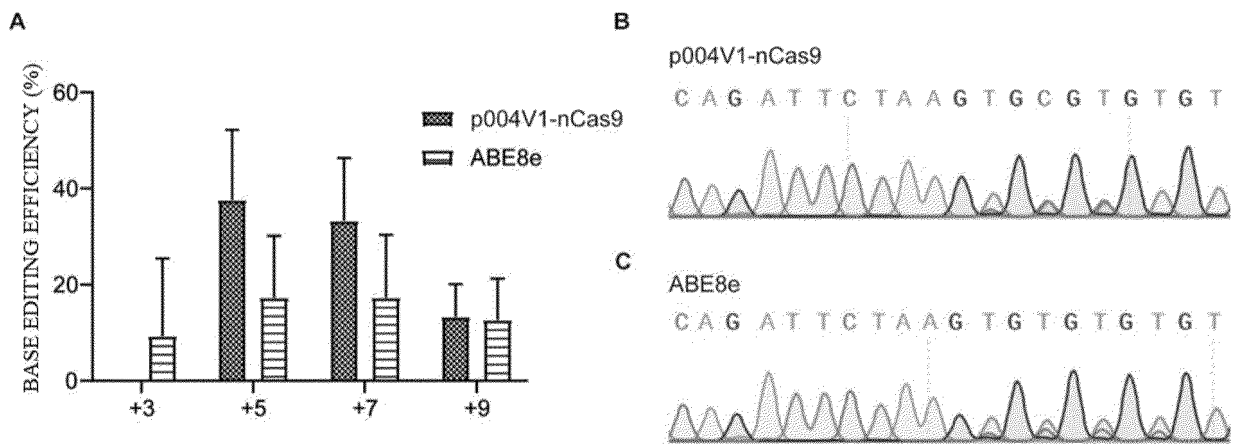 A
BASE EDITING EFFICIENCY (%)
60
40
20
0
+3
+5
+7
+9
p004V1-nCas9
ABE8e
B
p004V1-nCas9
C A G A T T C T A A G T G C G T G T G T
C
ABE8e
C A G A T T C T A A G T G T G T G T G T